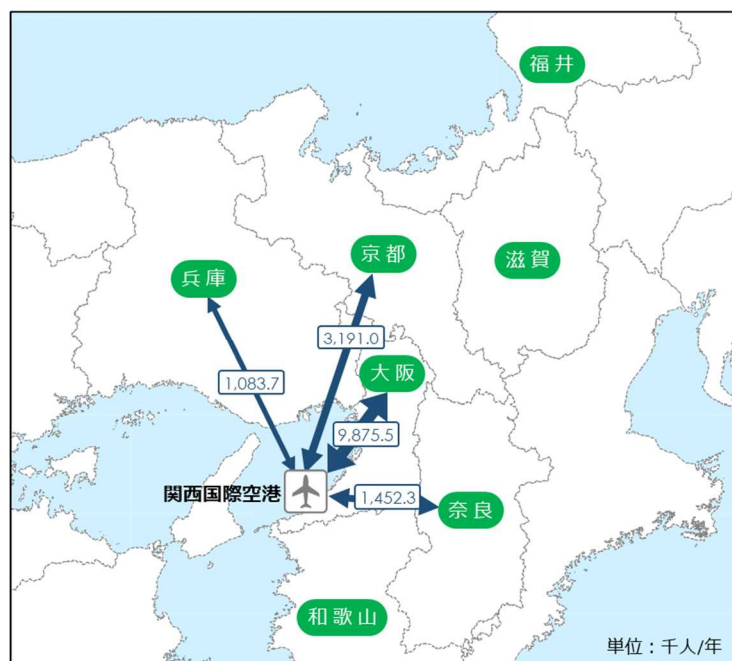 福井
京都
滋賀
兵庫
3,191.0
大阪
1,083.7
9,875.5
関西国際空港
1,452.3
奈良
和歌山
単位：千人/年